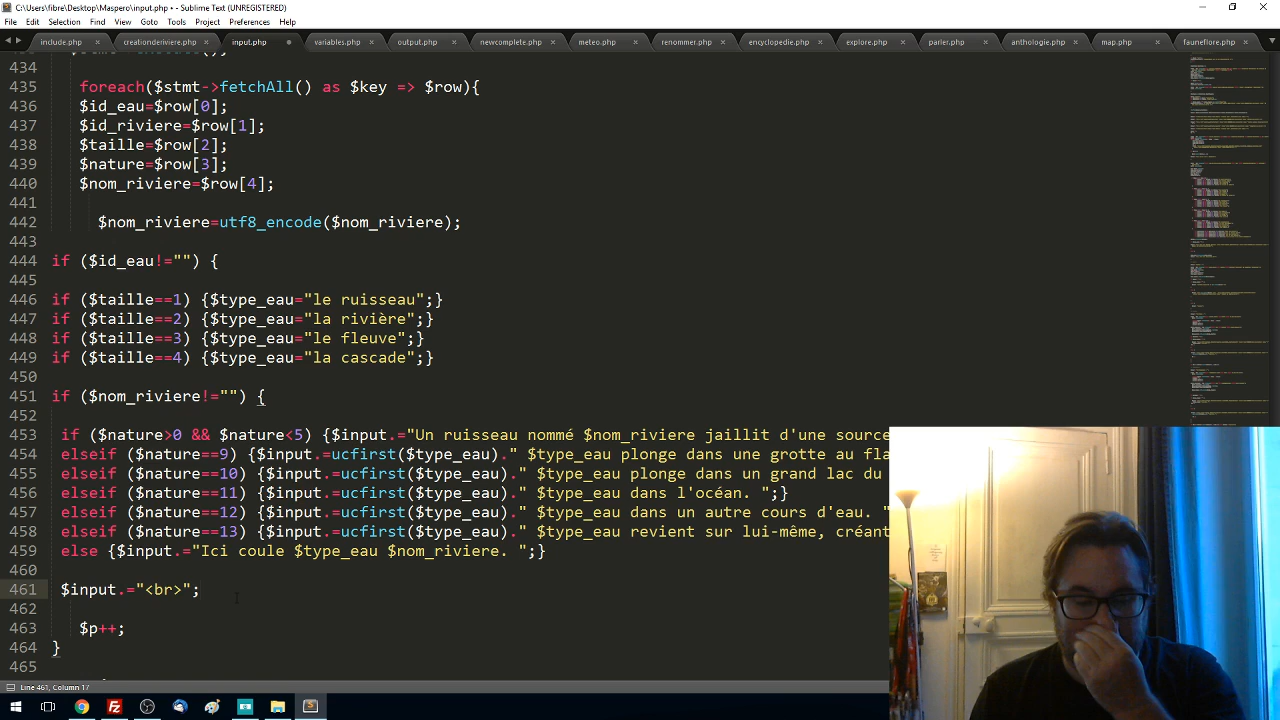 C:\Users\fibre\Desktop\Maspero\input.php • - Sublime Text (UNREGISTERED)
File Edit Selection Find View Goto Tools Project Preferences Help
include.php creationderiviere.php input.php variables.php output.php newcomplete.php meteo.php renommer.php encyclopedie.php explore.php parler.php anthologie.php map.php fauneflore.php
434
435 foreach($stmt->fetchAll() as $key => $row){
436 $id_eau=$row[0];
437 $id_riviere=$row[1];
438 $taille=$row[2];
439 $nature=$row[3];
440 $nom_riviere=$row[4];
441
442 $nom_riviere=utf8_encode($nom_riviere);
443
444 if ($id_eau!="") {
445
446 if ($taille==1) {$type_eau="le ruisseau";}
447 if ($taille==2) {$type_eau="la rivière";}
448 if ($taille==3) {$type_eau="le fleuve";}
449 if ($taille==4) {$type_eau="la cascade";}
450
451 if ($nom_riviere!="") {
452
453 if ($nature>0 && $nature<5) {$input.="Un ruisseau nommé $nom_riviere jaillit d'une source
454 elseif ($nature==9) {$input.=ucfirst($type_eau)." $type_eau plonge dans une grotte au fla
455 elseif ($nature==10) {$input.=ucfirst($type_eau)." $type_eau plonge dans un grand lac du
456 elseif ($nature==11) {$input.=ucfirst($type_eau)." $type_eau dans l'océan. ";}
457 elseif ($nature==12) {$input.=ucfirst($type_eau)." $type_eau dans un autre cours d'eau. "
458 elseif ($nature==13) {$input.=ucfirst($type_eau)." $type_eau revient sur lui-même, créant
459 else {$input.="Ici coule $type_eau $nom_riviere. ";}
460
461 $input.="<br>";
462
463 $p++;
464 }
465
Line 461, Column 17